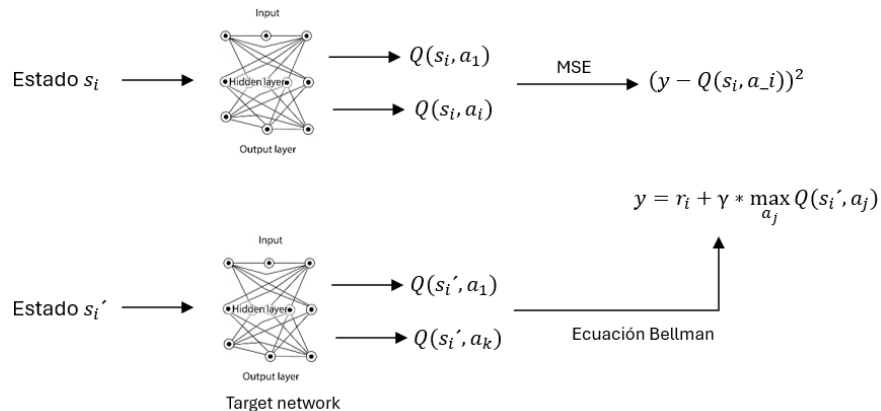 Input
Estado s_i
Hidden layer
Output layer
Q(s_i, a_1)
Q(s_i, a_i)
MSE
(y − Q(s_i, a_i))²
y = r_i + γ * max_{a_j} Q(s_i´, a_j)
Input
Estado s_i´
Hidden layer
Output layer
Target network
Q(s_i´, a_1)
Q(s_i´, a_k)
Ecuación Bellman